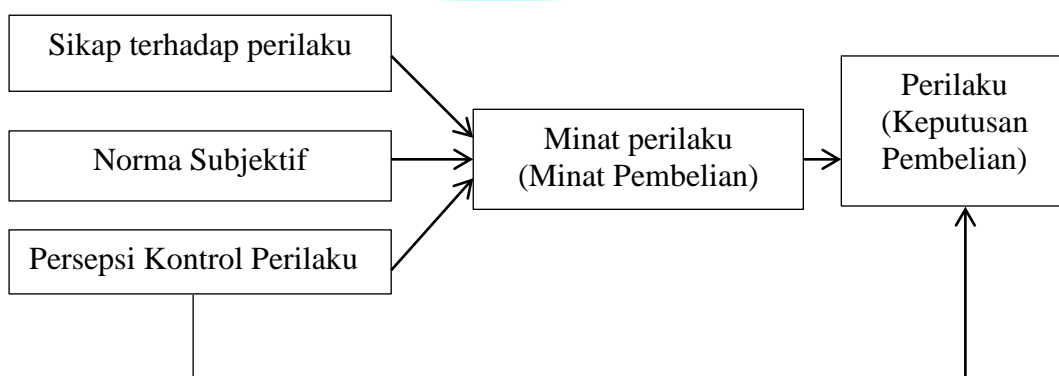 Sikap terhadap perilaku
Norma Subjektif
Persepsi Kontrol Perilaku
Minat perilaku
(Minat Pembelian)
Perilaku
(Keputusan
Pembelian)